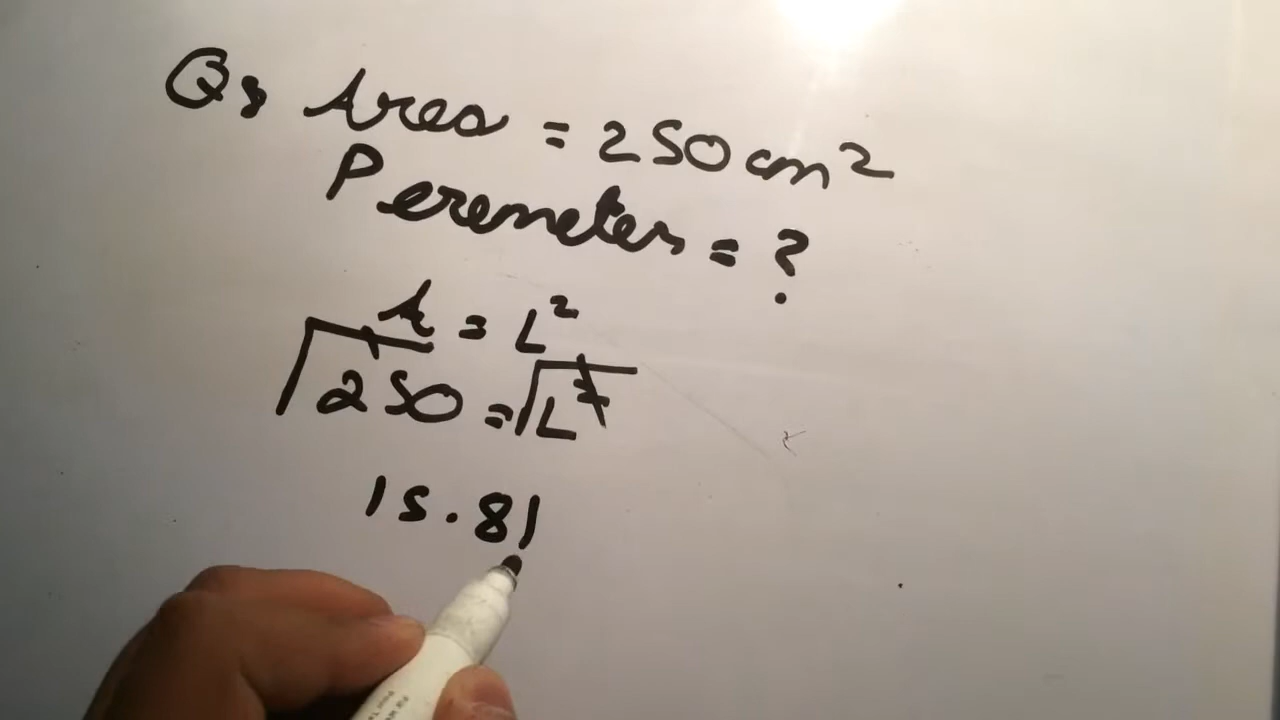 Q: Area = 250 cm²
Peremeter = ?
A = L²
√250 = √L²
15.81